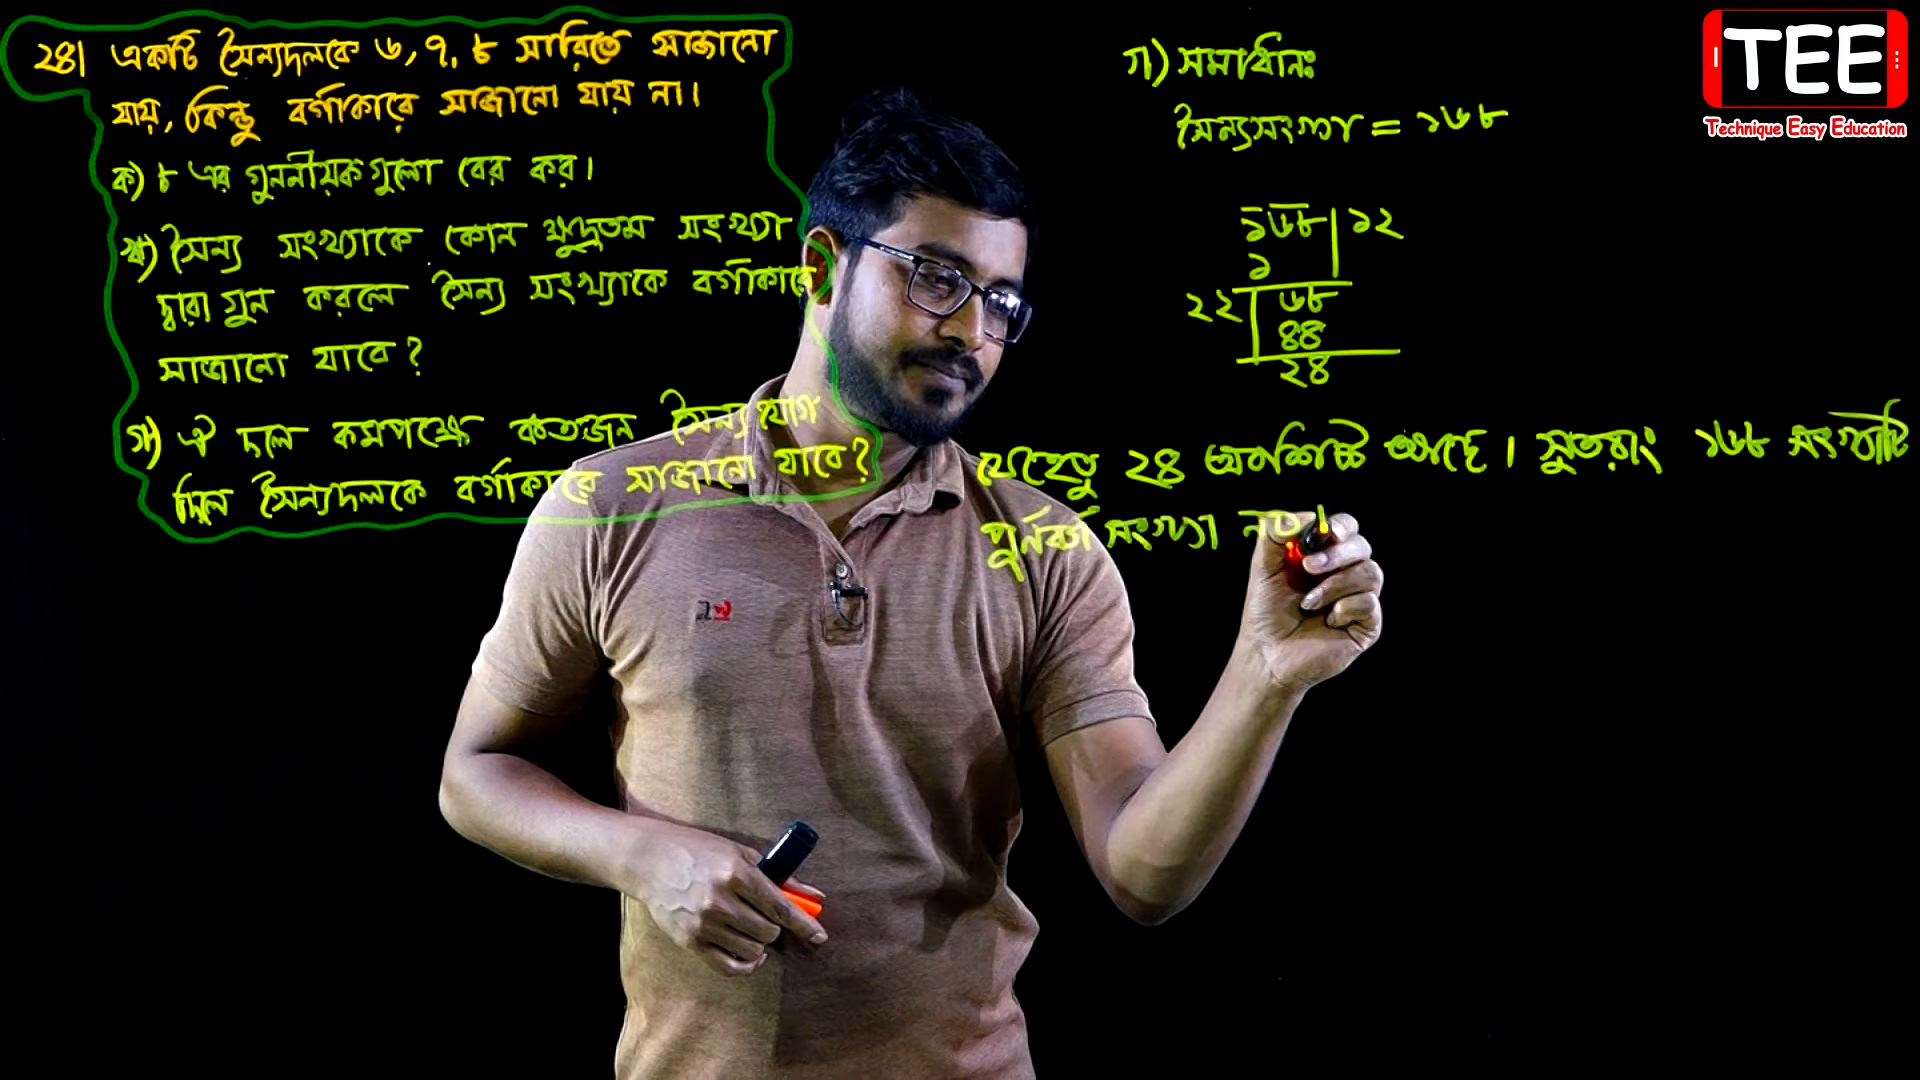 ২৪। একটি সৈন্যদলকে ৬, ৭, ৮ সারিতে সাজানো
যায়, কিন্তু বর্গাকারে সাজানো যায় না।
ক) ৮ এর গুননীয়কগুলো বের কর।
খ) সৈন্য সংখ্যাকে কোন ক্ষুদ্রতম সংখ্যা
দ্বারা গুন করলে সৈন্য সংখ্যাকে বর্গাকারে
সাজানো যাবে?
গ) ঐ দলে কমপক্ষে কতজন সৈন্য যোগ
দিলে সৈন্যদলকে বর্গাকারে সাজানো যাবে?
গ) সমাধানঃ
সৈন্যসংখ্যা = ১৬৮
১৬৮ | ১২
১
২২ | ৬৮
৪৪
২৪
যেহেতু ২৪ অবশিষ্ট আছে। সুতরাং ১৬৮ সংখ্যাটি
পূর্নবর্গ সংখ্যা নয়।
TEE
Technique Easy Education